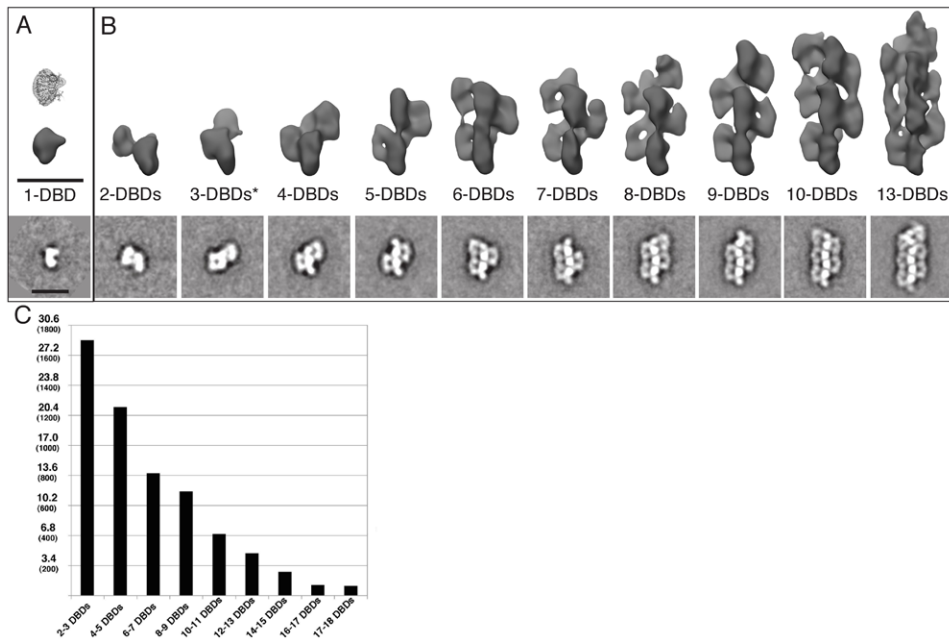 A
B
1-DBD
2-DBDs
3-DBDs*
4-DBDs
5-DBDs
6-DBDs
7-DBDs
8-DBDs
9-DBDs
10-DBDs
13-DBDs
C
30.6
(1800)
27.2
(1600)
23.8
(1400)
20.4
(1200)
17.0
(1000)
13.6
(800)
10.2
(600)
6.8
(400)
3.4
(200)
2-3 DBDs
4-5 DBDs
6-7 DBDs
8-9 DBDs
10-11 DBDs
12-13 DBDs
14-15 DBDs
16-17 DBDs
17-18 DBDs